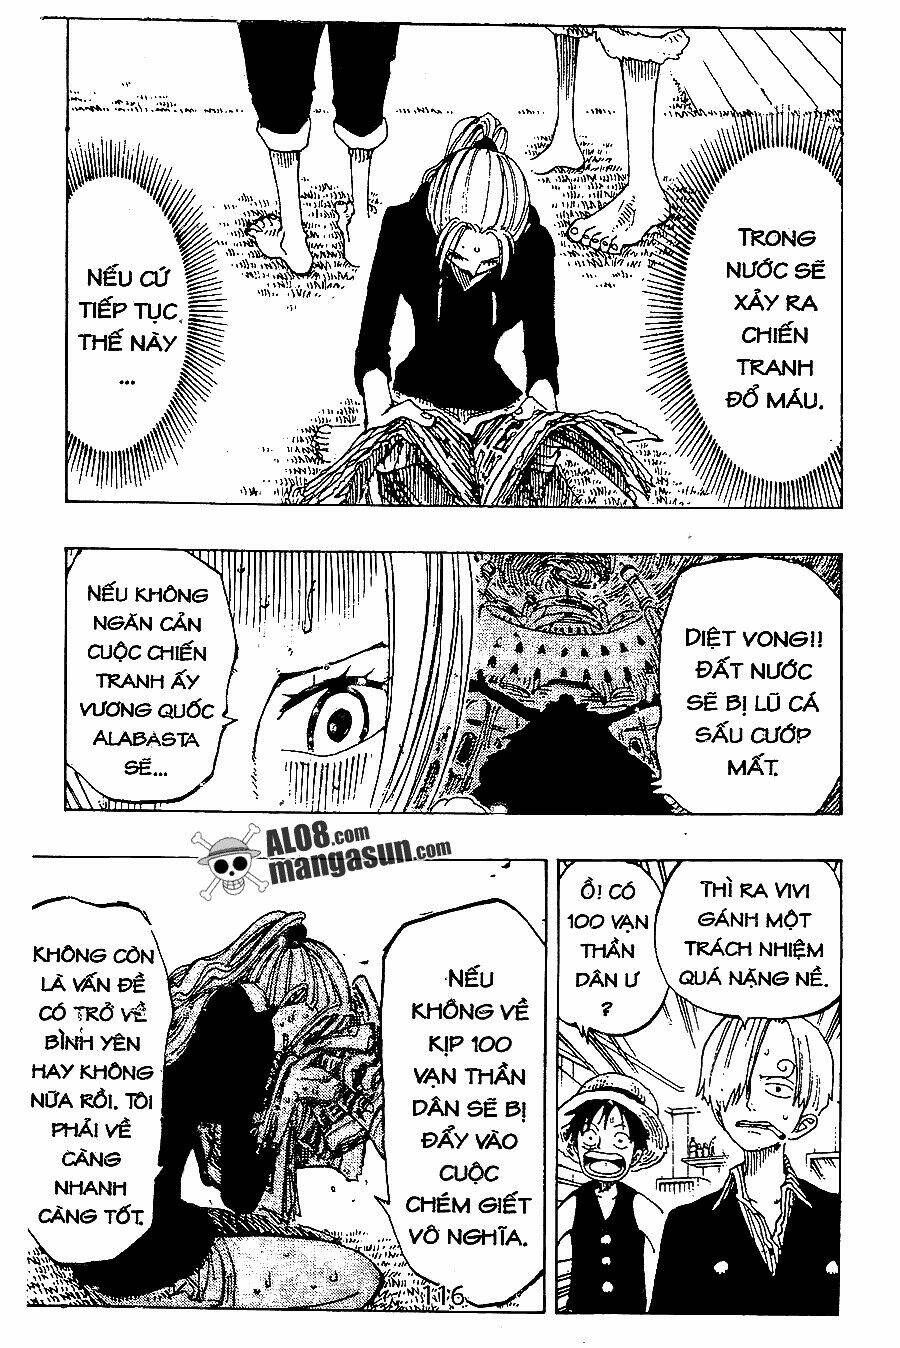 TRONG
NƯỚC SẼ
XẢY RA
CHIẾN
TRANH
ĐỔ MÁU.
NẾU CỨ
TIẾP TỤC
THẾ NÀY
...
DIỆT VONG!!
ĐẤT NƯỚC
SẼ BỊ LŨ CÁ
SẤU CƯỚP
MẤT.
NẾU KHÔNG
NGĂN CẢN
CUỘC CHIẾN
TRANH ẤY
VƯƠNG QUỐC
ALABASTA
SẼ...
AL08.com
mangasun.com
THÌ RA VIVI
GÁNH MỘT
TRÁCH NHIỆM
QUÁ NẶNG NỀ.
Ồ! CÓ
100 VẠN
THẦN
DÂN Ư
?
NẾU
KHÔNG VỀ
KỊP 100
VẠN THẦN
DÂN SẼ BỊ
ĐẨY VÀO
CUỘC
CHÉM GIẾT
VÔ NGHĨA.
KHÔNG CÒN
LÀ VẤN ĐỀ
CÓ TRỞ VỀ
BÌNH YÊN
HAY KHÔNG
NỮA RỒI. TÔI
PHẢI VỀ
CÀNG
NHANH
CÀNG TỐT.
116